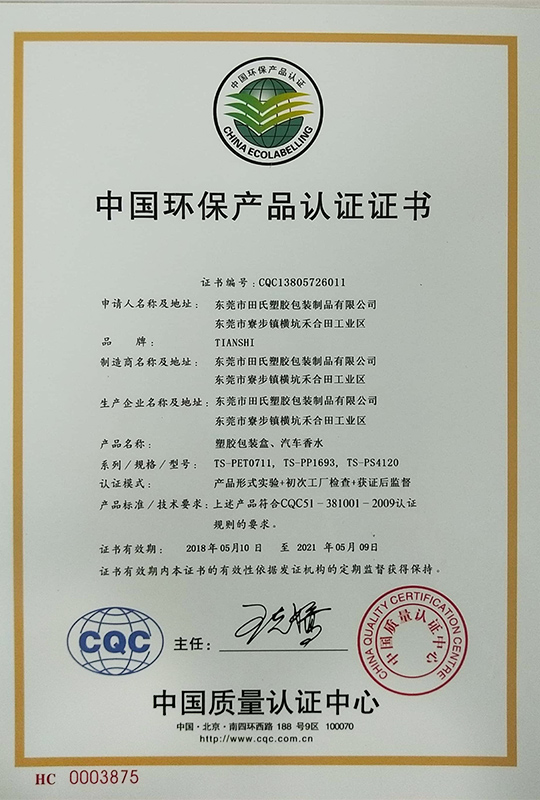 中国环保产品认证
CHINA ECOLABELLING
中国环保产品认证证书
证书编号:CQC13805726011
申请人名称及地址: 东莞市田氏塑胶包装制品有限公司
东莞市寮步镇横坑禾合田工业区
品 牌: TIANSHI
制造商名称及地址: 东莞市田氏塑胶包装制品有限公司
东莞市寮步镇横坑禾合田工业区
生产企业名称及地址: 东莞市田氏塑胶包装制品有限公司
东莞市寮步镇横坑禾合田工业区
产品名称: 塑胶包装盒、汽车香水
系列/规格/型号: TS-PET0711, TS-PP1693, TS-PS4120
认证模式: 产品形式实验+初次工厂检查+获证后监督
产品标准/技术要求: 上述产品符合CQC51-381001-2009认证
规则的要求。
证书有效期: 2018年05月10日 至 2021年05月09日
证书有效期内本证书的有效性依据发证机构的定期监督获得保持。
CQC
主任:
CHINA QUALITY CERTIFICATION CENTRE
中国质量认证中心
中国质量认证中心
中国·北京·南四环西路 188 号9区 100070
http://www.cqc.com.cn
HC 0003875